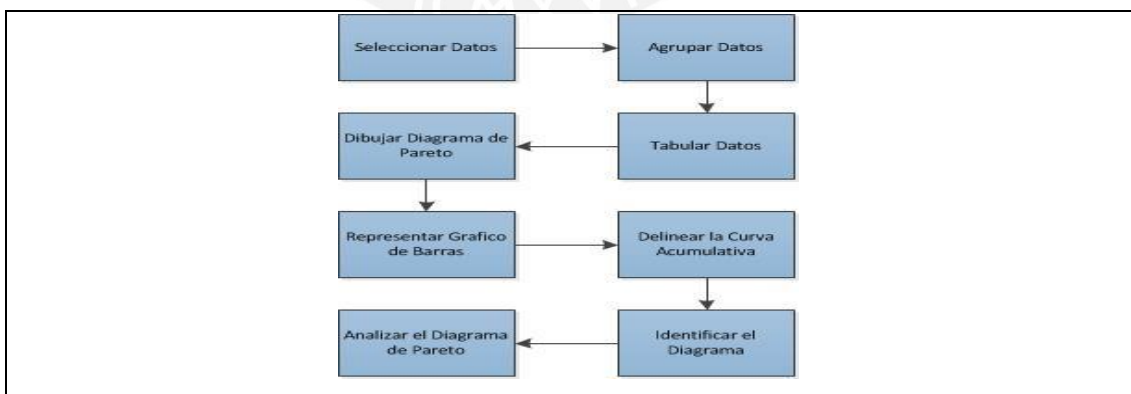 Seleccionar Datos
Agrupar Datos
Tabular Datos
Dibujar Diagrama de
Pareto
Representar Grafico
de Barras
Delinear la Curva
Acumulativa
Identificar el
Diagrama
Analizar el Diagrama
de Pareto